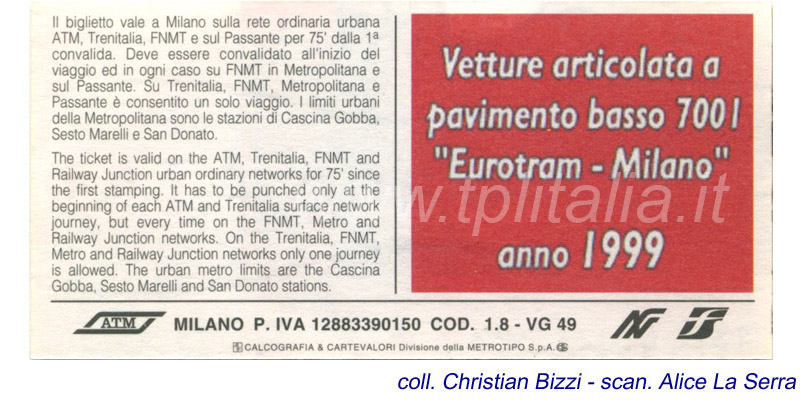 Il biglietto vale a Milano sulla rete ordinaria urbana
ATM, Trenitalia, FNMT e sul Passante per 75' dalla 1ª
convalida. Deve essere convalidato all'inizio del
viaggio ed in ogni caso su FNMT in Metropolitana e
sul Passante. Su Trenitalia, FNMT, Metropolitana e
Passante è consentito un solo viaggio. I limiti urbani
della Metropolitana sono le stazioni di Cascina Gobba,
Sesto Marelli e San Donato.
The ticket is valid on the ATM, Trenitalia, FNMT and
Railway Junction urban ordinary networks for 75' since
the first stamping. It has to be punched only at the
beginning of each ATM and Trenitalia surface network
journey, but every time on the FNMT, Metro and
Railway Junction networks. On the Trenitalia, FNMT,
Metro and Railway Junction networks only one journey
is allowed. The urban metro limits are the Cascina
Gobba, Sesto Marelli and San Donato stations.
Vetture articolata a
pavimento basso 7001
"Eurotram - Milano"
anno 1999
www.tplitalia.it
ATM MILANO P. IVA 12883390150 COD. 1.8 - VG 49
CALCOGRAFIA & CARTEVALORI Divisione della METROTIPO S.p.A.
coll. Christian Bizzi - scan. Alice La Serra